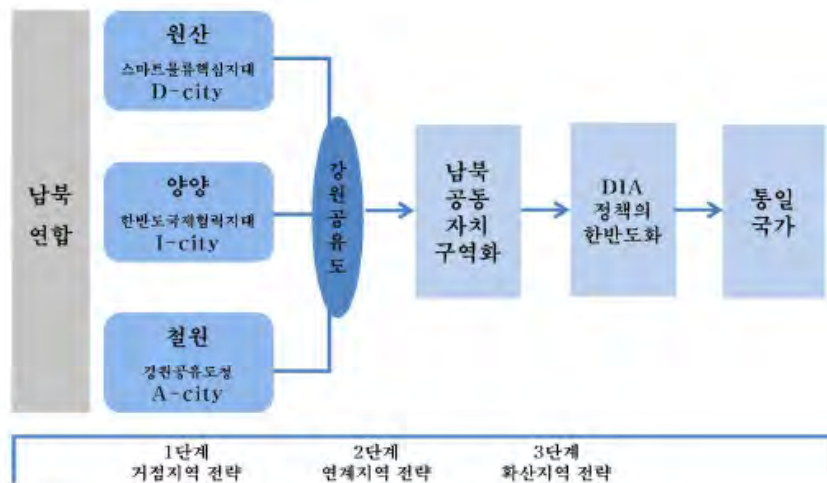 남북
연합
원산
스마트물류핵심지대
D-city
양양
한반도국제협력지대
I-city
철원
강원공유도청
A-city
강원공유도
남북
공동
자치
구역화
DIA
정책의
한반도화
통일
국가
1단계
거점지역 전략
2단계
연계지역 전략
3단계
확산지역 전략